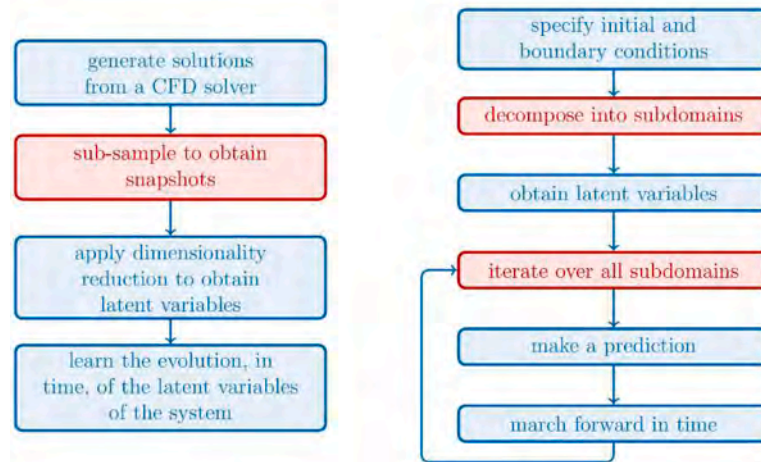 generate solutions
from a CFD solver
sub-sample to obtain
snapshots
apply dimensionality
reduction to obtain
latent variables
learn the evolution, in
time, of the latent variables
of the system
specify initial and
boundary conditions
decompose into subdomains
obtain latent variables
iterate over all subdomains
make a prediction
march forward in time